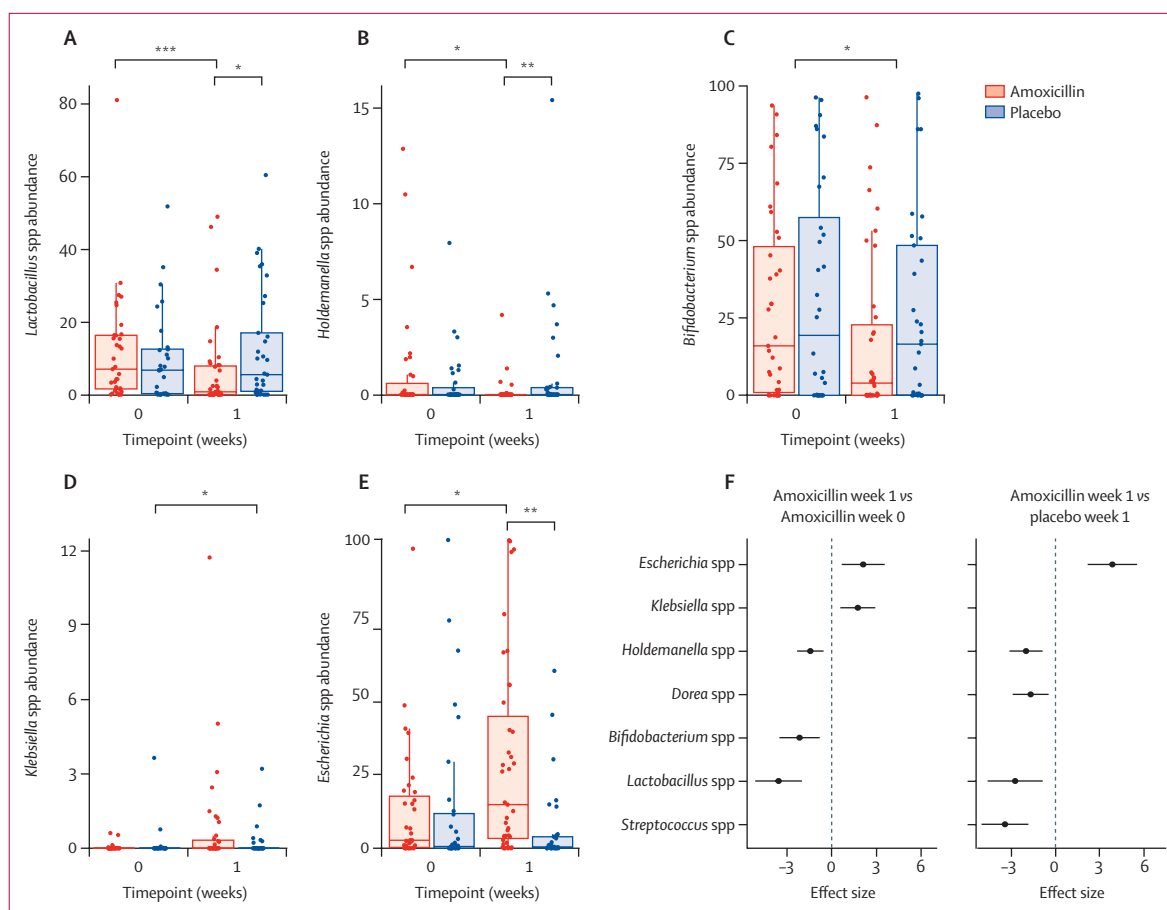 A
***
*
Lactobacillus spp abundance
80
60
40
20
0
0
1
Timepoint (weeks)
B
*
**
Holdemanella spp abundance
15
10
5
0
0
1
Timepoint (weeks)
C
*
Bifidobacterium spp abundance
100
75
50
25
0
0
1
Timepoint (weeks)
Amoxicillin
Placebo
D
*
Klebsiella spp abundance
12
9
6
3
0
0
1
Timepoint (weeks)
E
*
**
Escherichia spp abundance
100
75
50
25
0
0
1
Timepoint (weeks)
F
Amoxicillin week 1 vs
Amoxicillin week 0
Amoxicillin week 1 vs
placebo week 1
Escherichia spp
Klebsiella spp
Holdemanella spp
Dorea spp
Bifidobacterium spp
Lactobacillus spp
Streptococcus spp
–3
0
3
6
Effect size
–3
0
3
6
Effect size